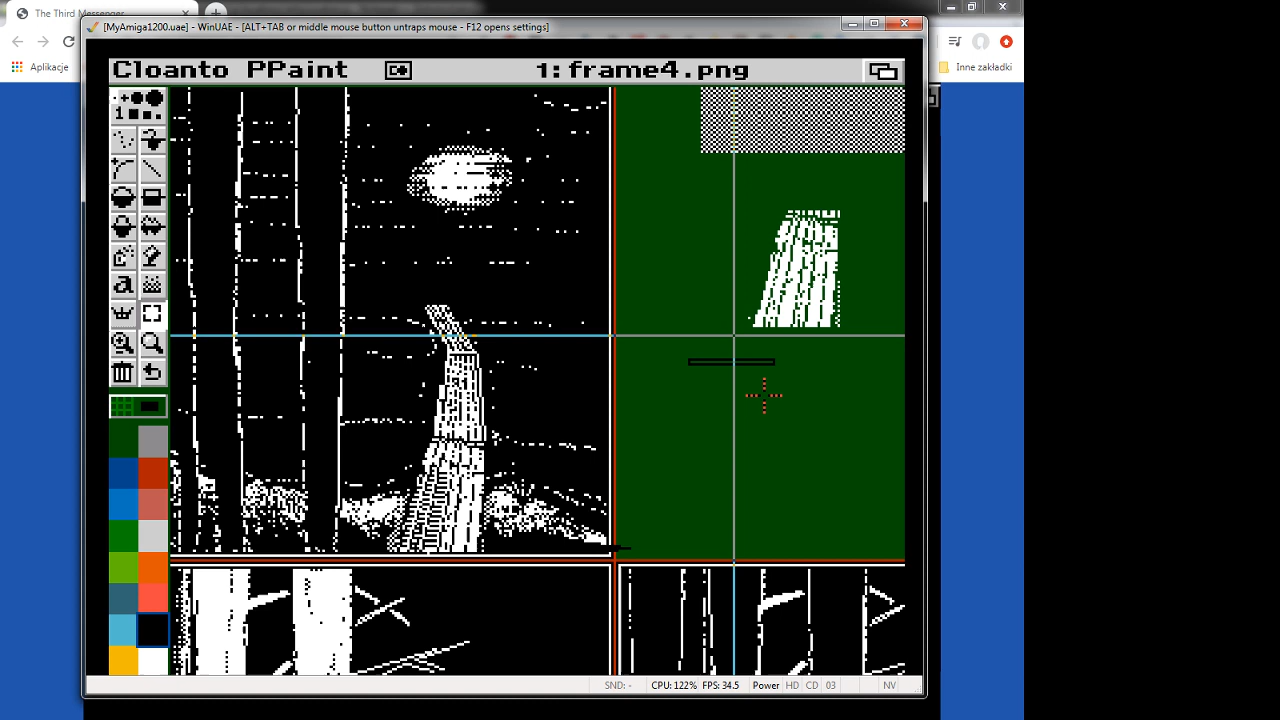 The Third Messenger
[MyAmiga1200.uae] - WinUAE - [ALT+TAB or middle mouse button untraps mouse - F12 opens settings]
Aplikacje
Inne zakładki
Cloanto PPaint
1:frame4.png
1
a
SND: - CPU: 122% FPS: 34.5 Power HD CD 03 NV